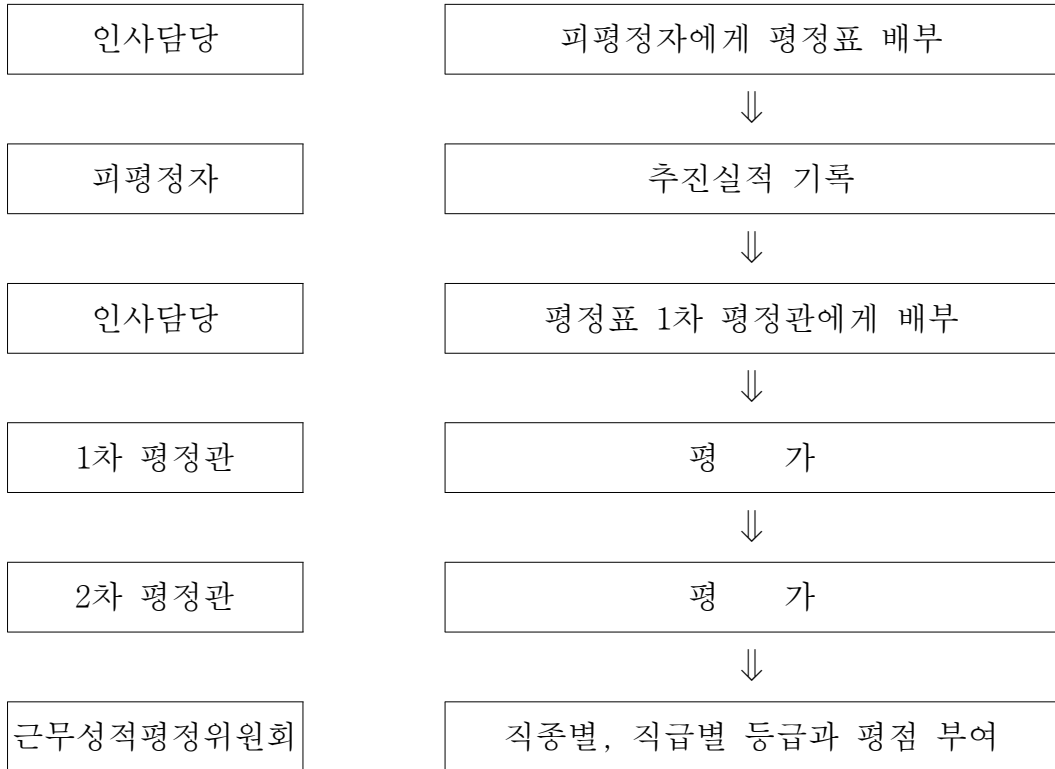 인사담당 피평정자에게 평정표 배부
⇓
피평정자 추진실적 기록
⇓
인사담당 평정표 1차 평정관에게 배부
⇓
1차 평정관 평 가
⇓
2차 평정관 평 가
⇓
근무성적평정위원회 직종별, 직급별 등급과 평점 부여